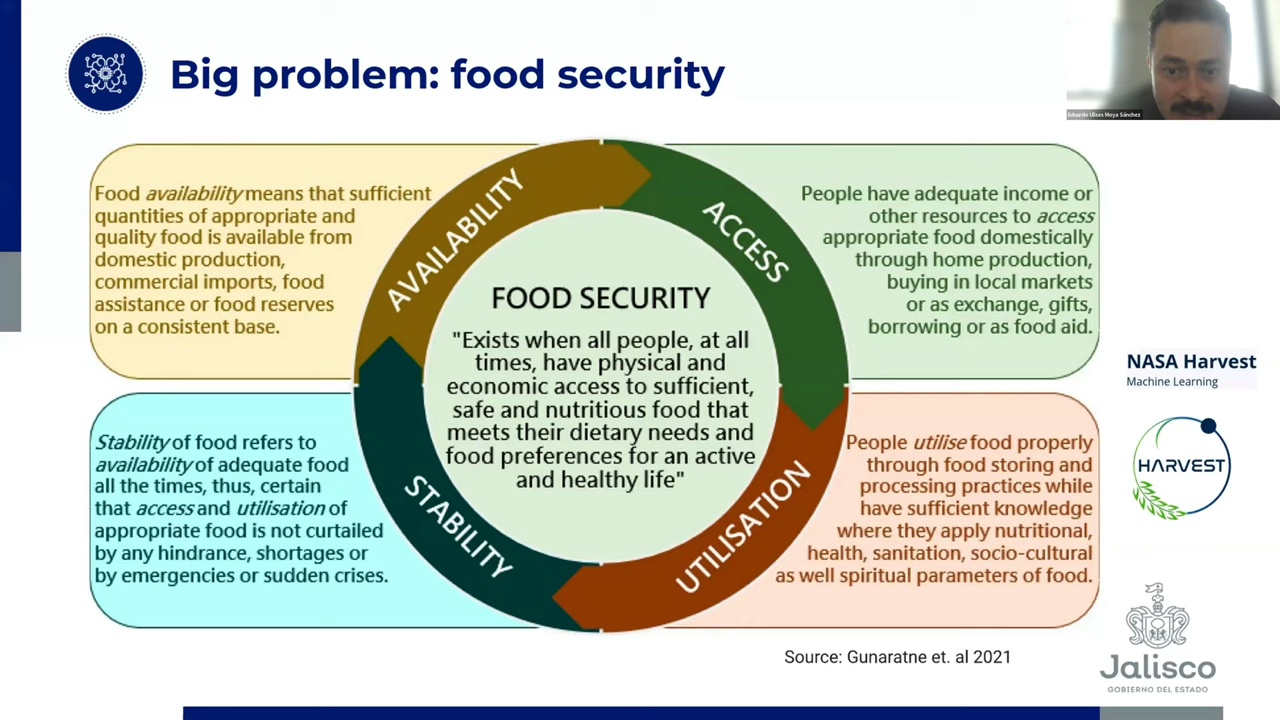 Big problem: food security
Eduardo Ulises Moya Sánchez
Food availability means that sufficient
quantities of appropriate and
quality food is available from
domestic production,
commercial imports, food
assistance or food reserves
on a consistent base.
AVAILABILITY
ACCESS
People have adequate income or
other resources to access
appropriate food domestically
through home production,
buying in local markets
or as exchange, gifts,
borrowing or as food aid.
FOOD SECURITY
"Exists when all people, at all
times, have physical and
economic access to sufficient,
safe and nutritious food that
meets their dietary needs and
food preferences for an active
and healthy life"
Stability of food refers to
availability of adequate food
all the times, thus, certain
that access and utilisation of
appropriate food is not curtailed
by any hindrance, shortages or
by emergencies or sudden crises.
STABILITY
UTILISATION
People utilise food properly
through food storing and
processing practices while
have sufficient knowledge
where they apply nutritional,
health, sanitation, socio-cultural
as well spiritual parameters of food.
NASA Harvest
Machine Learning
HARVEST
Source: Gunaratne et. al 2021
Jalisco
GOBIERNO DEL ESTADO